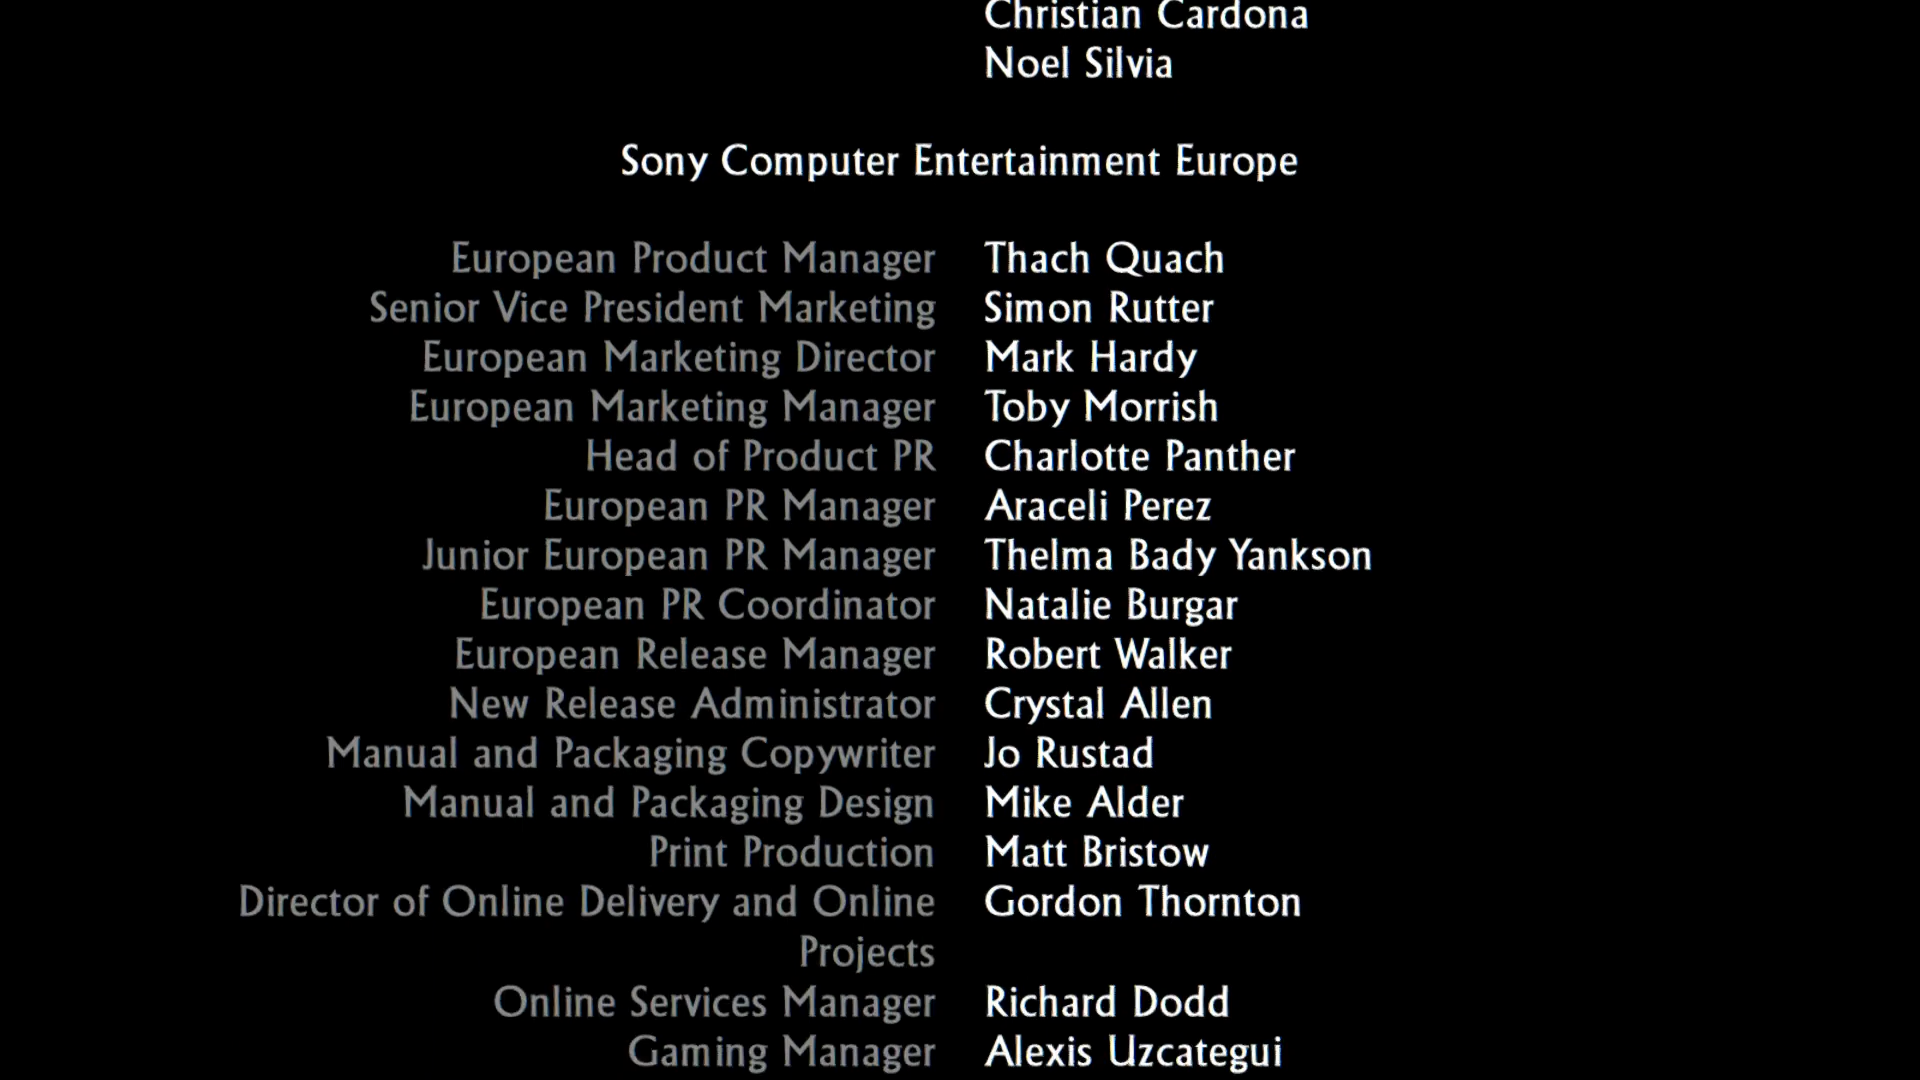 Christian Cardona
Noel Silvia
Sony Computer Entertainment Europe
European Product Manager Thach Quach
Senior Vice President Marketing Simon Rutter
European Marketing Director Mark Hardy
European Marketing Manager Toby Morrish
Head of Product PR Charlotte Panther
European PR Manager Araceli Perez
Junior European PR Manager Thelma Bady Yankson
European PR Coordinator Natalie Burgar
European Release Manager Robert Walker
New Release Administrator Crystal Allen
Manual and Packaging Copywriter Jo Rustad
Manual and Packaging Design Mike Alder
Print Production Matt Bristow
Director of Online Delivery and Online Gordon Thornton
Projects
Online Services Manager Richard Dodd
Gaming Manager Alexis Uzcategui